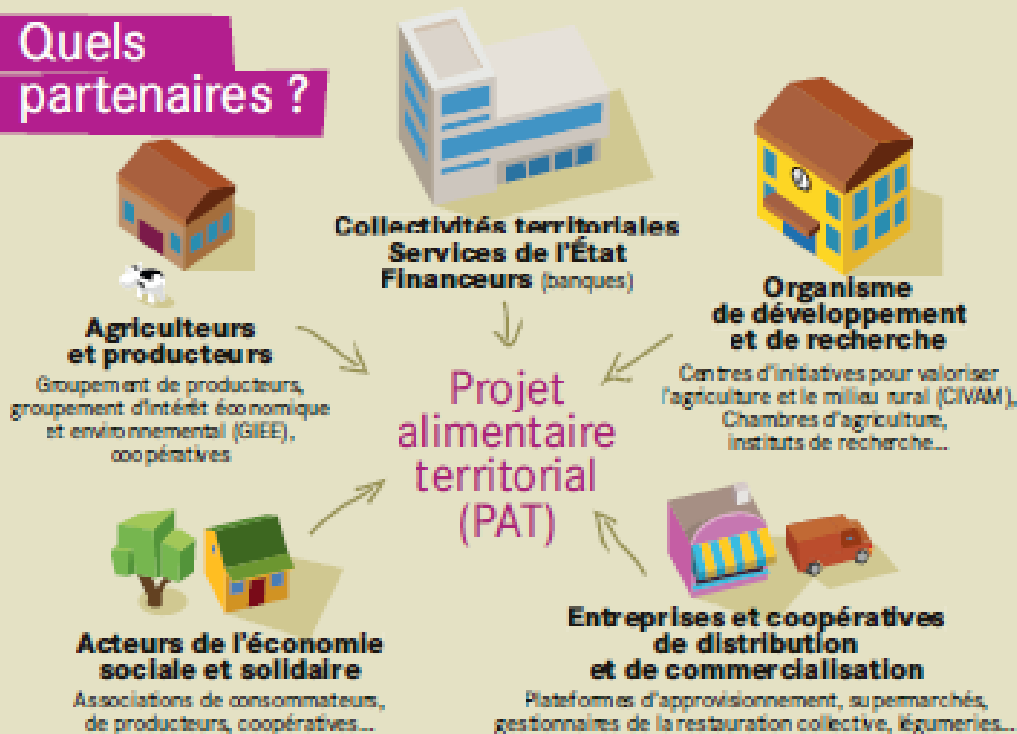 Quels
partenaires ?
Collectivités territoriales
Services de l'État
Financeurs (banques)
Agriculteurs
et producteurs
Groupement de producteurs,
groupement d'intérêt économique
et environnemental (GIEE),
coopératives
Organisme
de développement
et de recherche
Centres d'initiatives pour valoriser
l'agriculture et le milieu rural (CIVAM),
Chambres d'agriculture,
instituts de recherche...
Projet
alimentaire
territorial
(PAT)
Acteurs de l'économie
sociale et solidaire
Associations de consommateurs,
de producteurs, coopératives...
Entreprises et coopératives
de distribution
et de commercialisation
Plateformes d'approvisionnement, supermarchés,
gestionnaires de la restauration collective, légumeries...